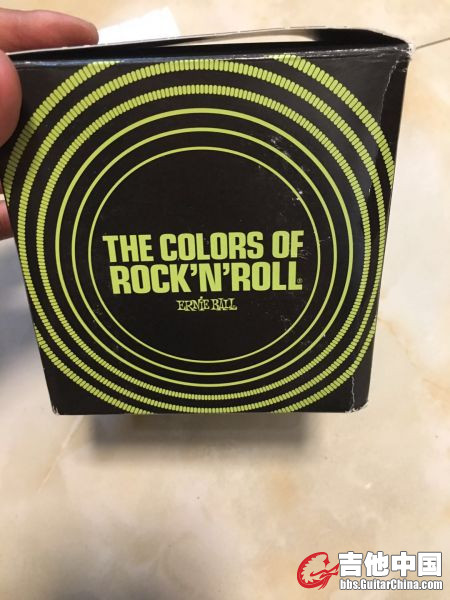 THE COLORS OF
ROCK'N'ROLL®
ERNIE BALL
吉他中国
bbs.GuitarChina.com